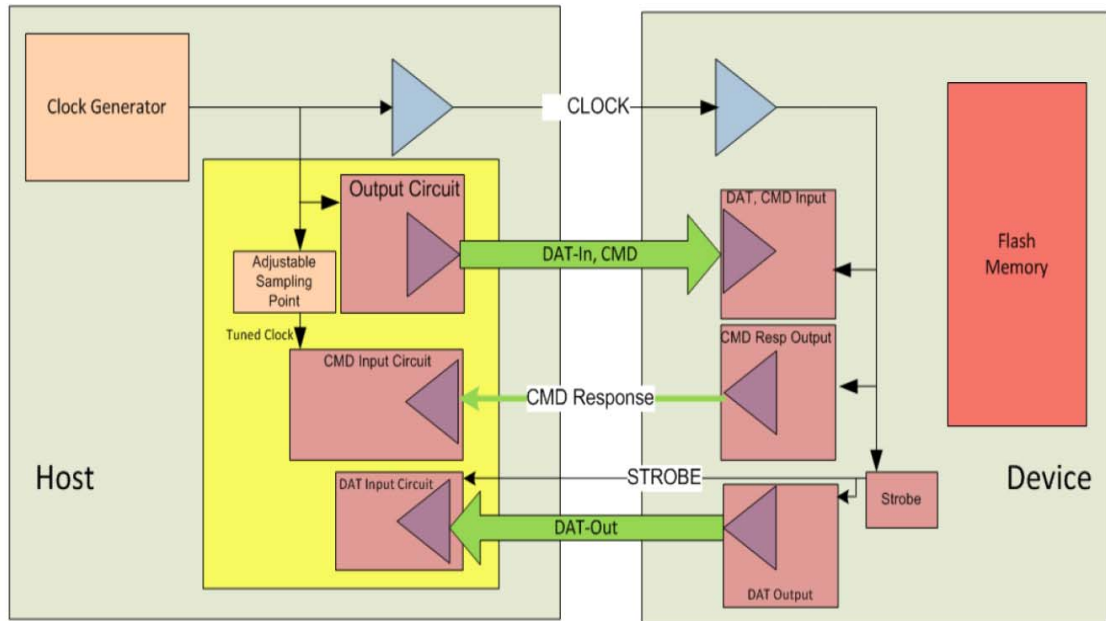 Clock Generator
CLOCK
Output Circuit
DAT, CMD Input
Flash
Memory
DAT-In, CMD
Adjustable
Sampling
Point
Tuned Clock
CMD Resp Output
CMD Input Circuit
CMD Response
Host
STROBE
Device
DAT Input Circuit
Strobe
DAT-Out
DAT Output